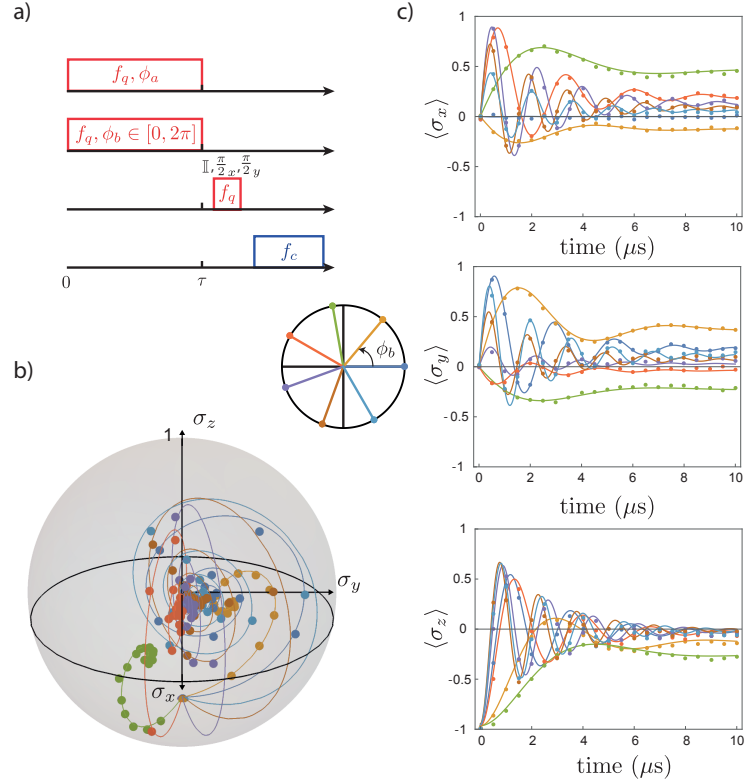 a)
f_q, ϕ_a
f_q, ϕ_b ∈ [0, 2π]
𝕀, π/2 x, π/2 y
f_q
f_c
0
τ
ϕ_b
b)
1
σ_z
σ_y
σ_x
c)
1
0.5
0
-0.5
-1
⟨σ_x⟩
0 2 4 6 8 10
time (μs)
1
0.5
0
-0.5
-1
⟨σ_y⟩
0 2 4 6 8 10
time (μs)
1
0.5
0
-0.5
-1
⟨σ_z⟩
0 2 4 6 8 10
time (μs)